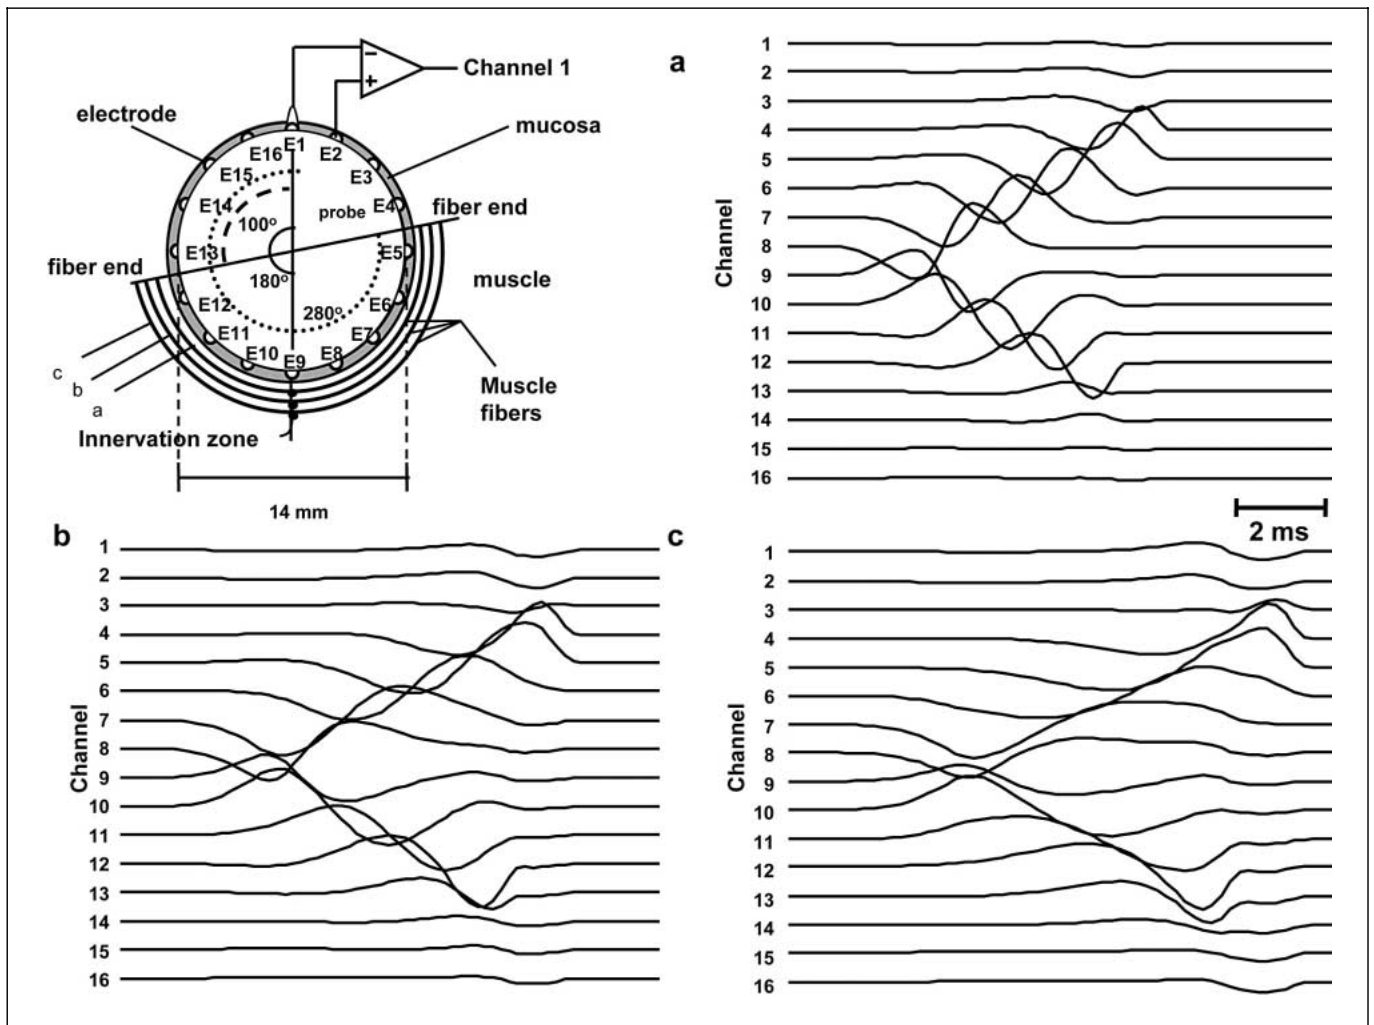 −
+
Channel 1
electrode
mucosa
E1
E16
E2
E15
E3
E14
probe
E4
fiber end
100°
E13
E5
fiber end
180°
muscle
E12
280°
E6
E11
E7
E10
E8
E9
c
b
a
Muscle
fibers
Innervation zone
14 mm
a
Channel
1
2
3
4
5
6
7
8
9
10
11
12
13
14
15
16
2 ms
b
Channel
1
2
3
4
5
6
7
8
9
10
11
12
13
14
15
16
c
Channel
1
2
3
4
5
6
7
8
9
10
11
12
13
14
15
16